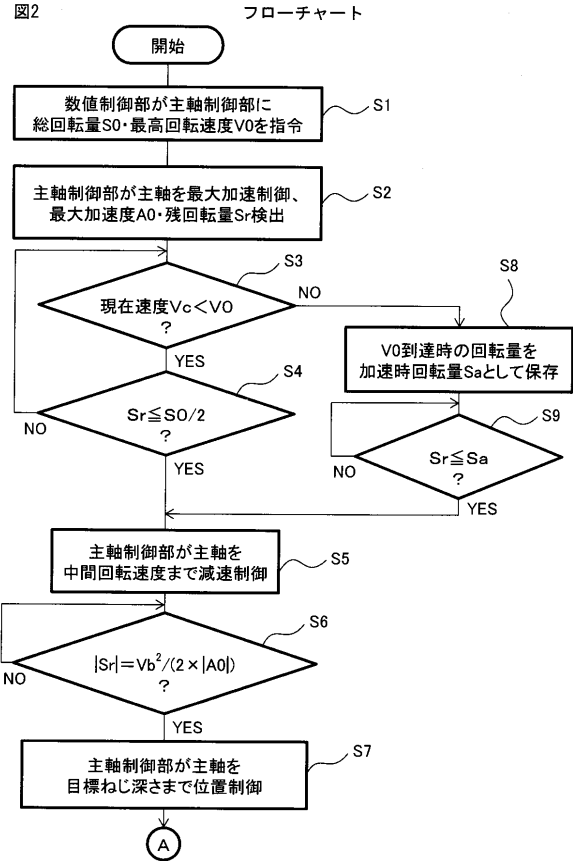 図2
フローチャート
開始
数値制御部が主軸制御部に
総回転量S0・最高回転速度V0を指令
S1
主軸制御部が主軸を最大加速制御、
最大加速度A0・残回転量Sr検出
S2
現在速度Vc<V0
?
S3
NO
YES
Sr≦S0/2
?
S4
NO
YES
V0到達時の回転量を
加速時回転量Saとして保存
S8
Sr≦Sa
?
S9
NO
YES
主軸制御部が主軸を
中間回転速度まで減速制御
S5
|Sr|=Vb²/(2×|A0|)
?
S6
NO
YES
主軸制御部が主軸を
目標ねじ深さまで位置制御
S7
A